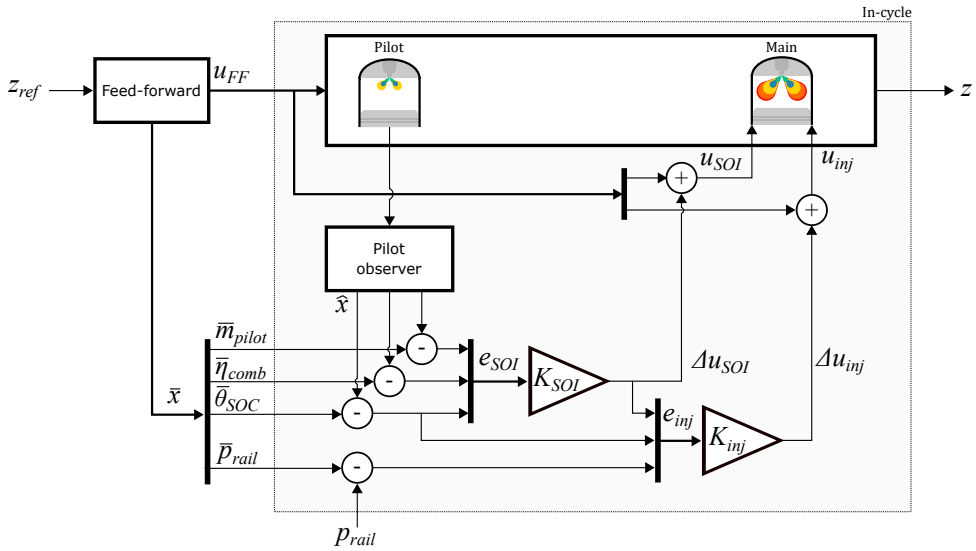 In-cycle
Pilot
Main
z_ref
Feed-forward
u_FF
z
u_SOI
u_inj
+
+
Pilot
observer
x̂
m̅_pilot
-
η̅_comb
-
e_SOI
K_SOI
Δu_SOI
Δu_inj
x̅
θ̅_SOC
-
e_inj
K_inj
p̅_rail
-
p_rail